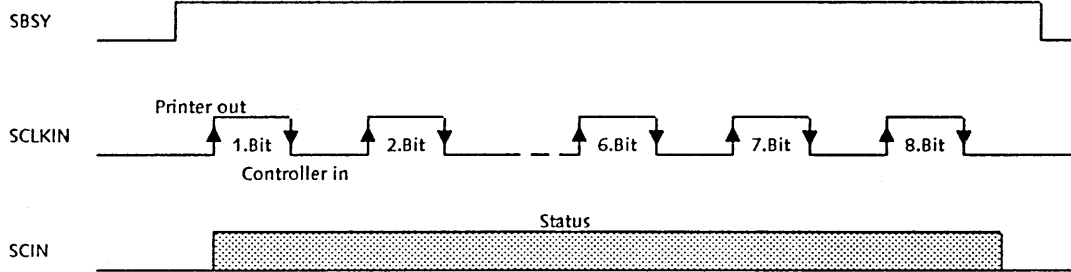 SBSY
Printer out
SCLKIN
1.Bit 2.Bit 6.Bit 7.Bit 8.Bit
Controller in
Status
SCIN